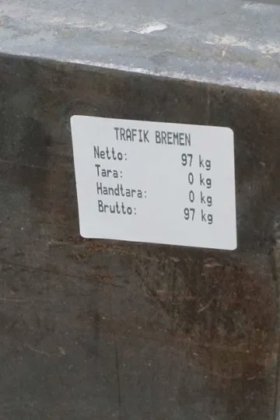 TRAFIK BREMEN
Netto: 97 kg
Tara: 0 kg
Handtara: 0 kg
Brutto: 97 kg